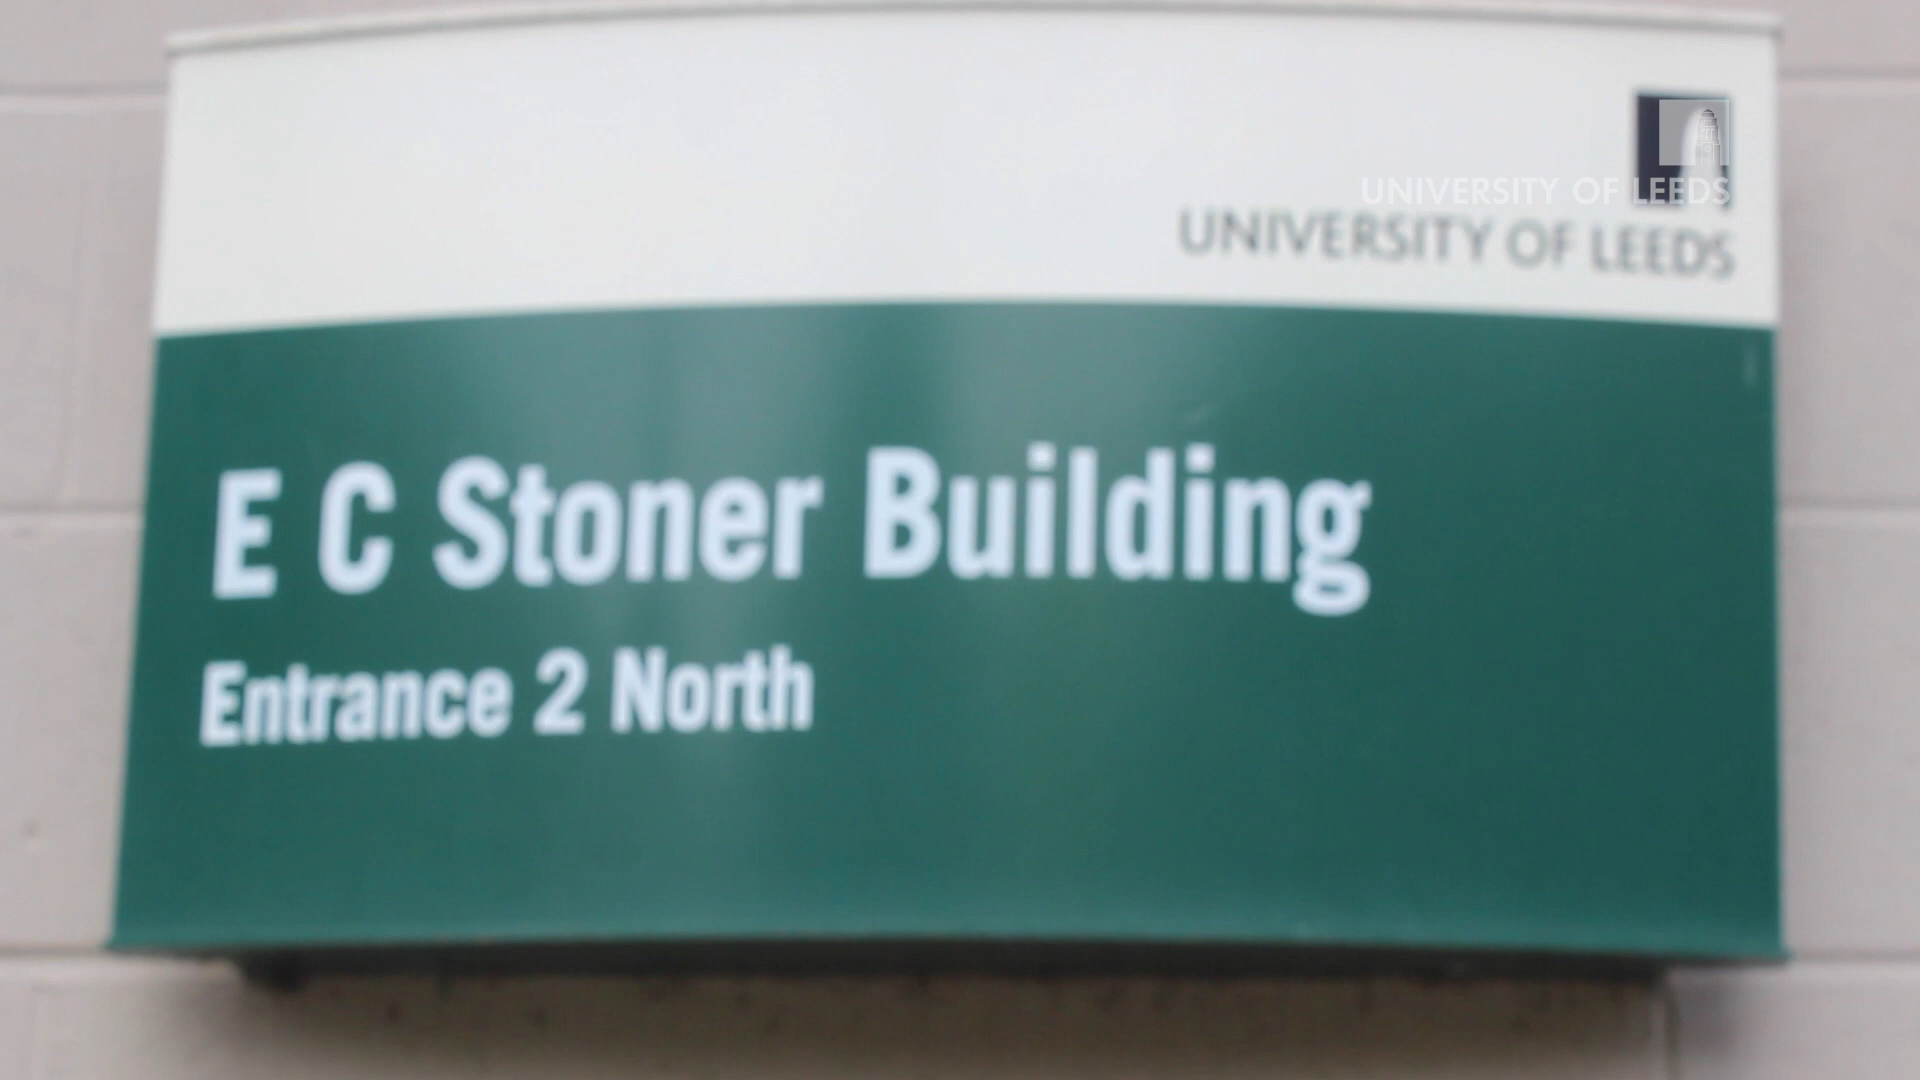 UNIVERSITY OF LEEDS
UNIVERSITY OF LEEDS
E C Stoner Building
Entrance 2 North